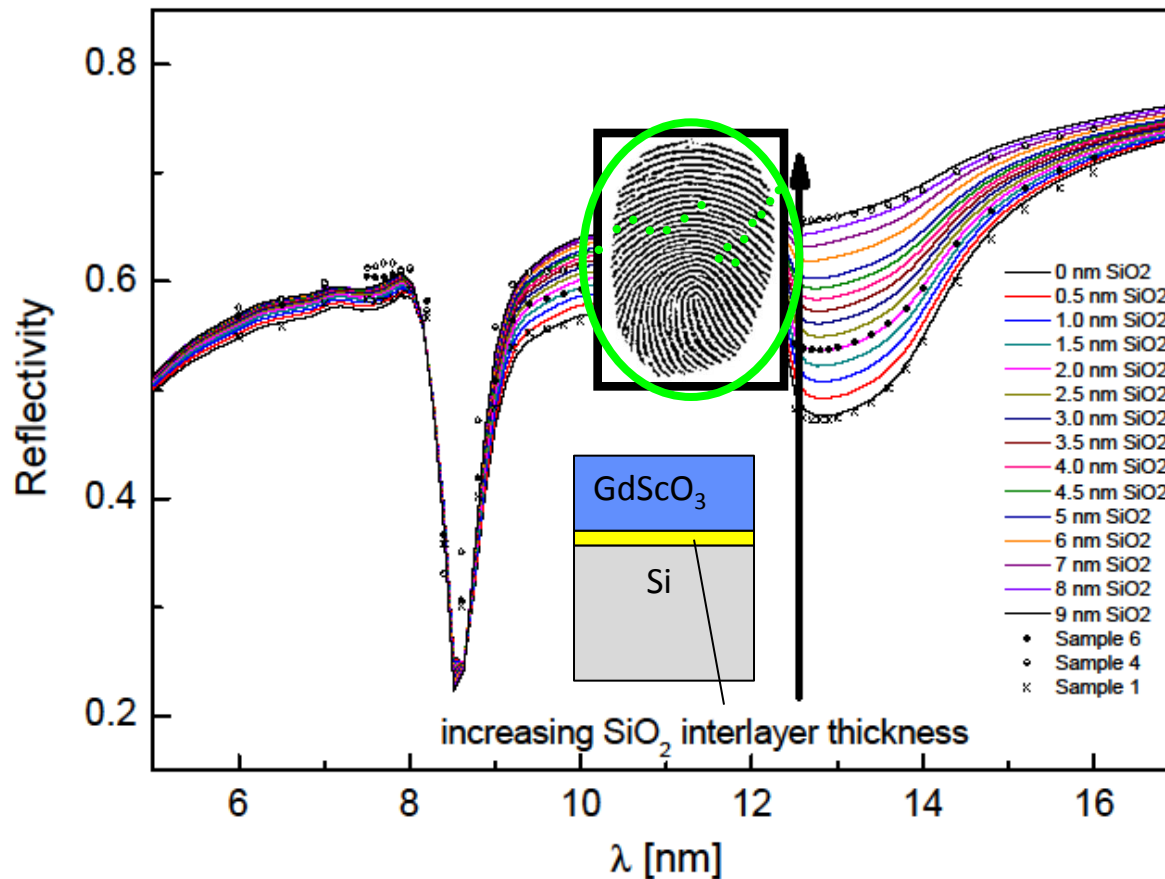 0.8
0.6
0.4
0.2
Reflectivity
GdScO₃
Si
0 nm SiO2
0.5 nm SiO2
1.0 nm SiO2
1.5 nm SiO2
2.0 nm SiO2
2.5 nm SiO2
3.0 nm SiO2
3.5 nm SiO2
4.0 nm SiO2
4.5 nm SiO2
5 nm SiO2
6 nm SiO2
7 nm SiO2
8 nm SiO2
9 nm SiO2
Sample 6
Sample 4
Sample 1
increasing SiO₂ interlayer thickness
6 8 10 12 14 16
λ [nm]